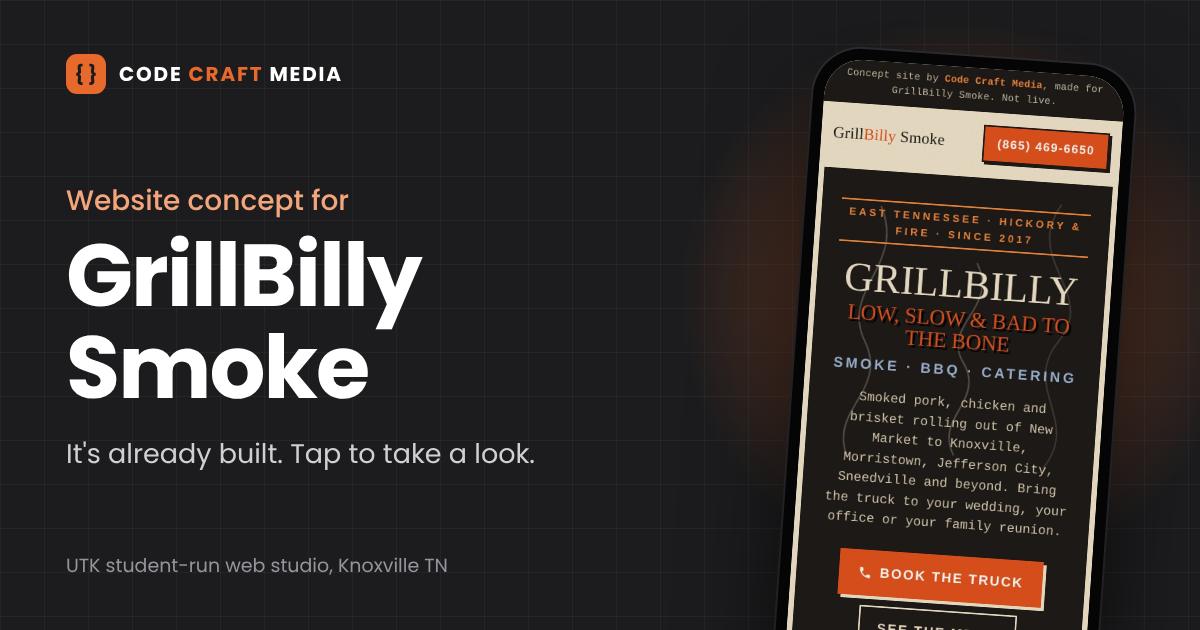 { } CODE CRAFT MEDIA
Website concept for
GrillBilly
Smoke
It's already built. Tap to take a look.
UTK student-run web studio, Knoxville TN
Concept site by Code Craft Media, made for
GrillBilly Smoke. Not live.
GrillBilly Smoke
(865) 469-6650
EAST TENNESSEE · HICKORY &
FIRE · SINCE 2017
GRILLBILLY
LOW, SLOW & BAD TO
THE BONE
SMOKE · BBQ · CATERING
Smoked pork, chicken and
brisket rolling out of New
Market to Knoxville,
Morristown, Jefferson City,
Sneedville and beyond. Bring
the truck to your wedding, your
office or your family reunion.
BOOK THE TRUCK
SEE THE